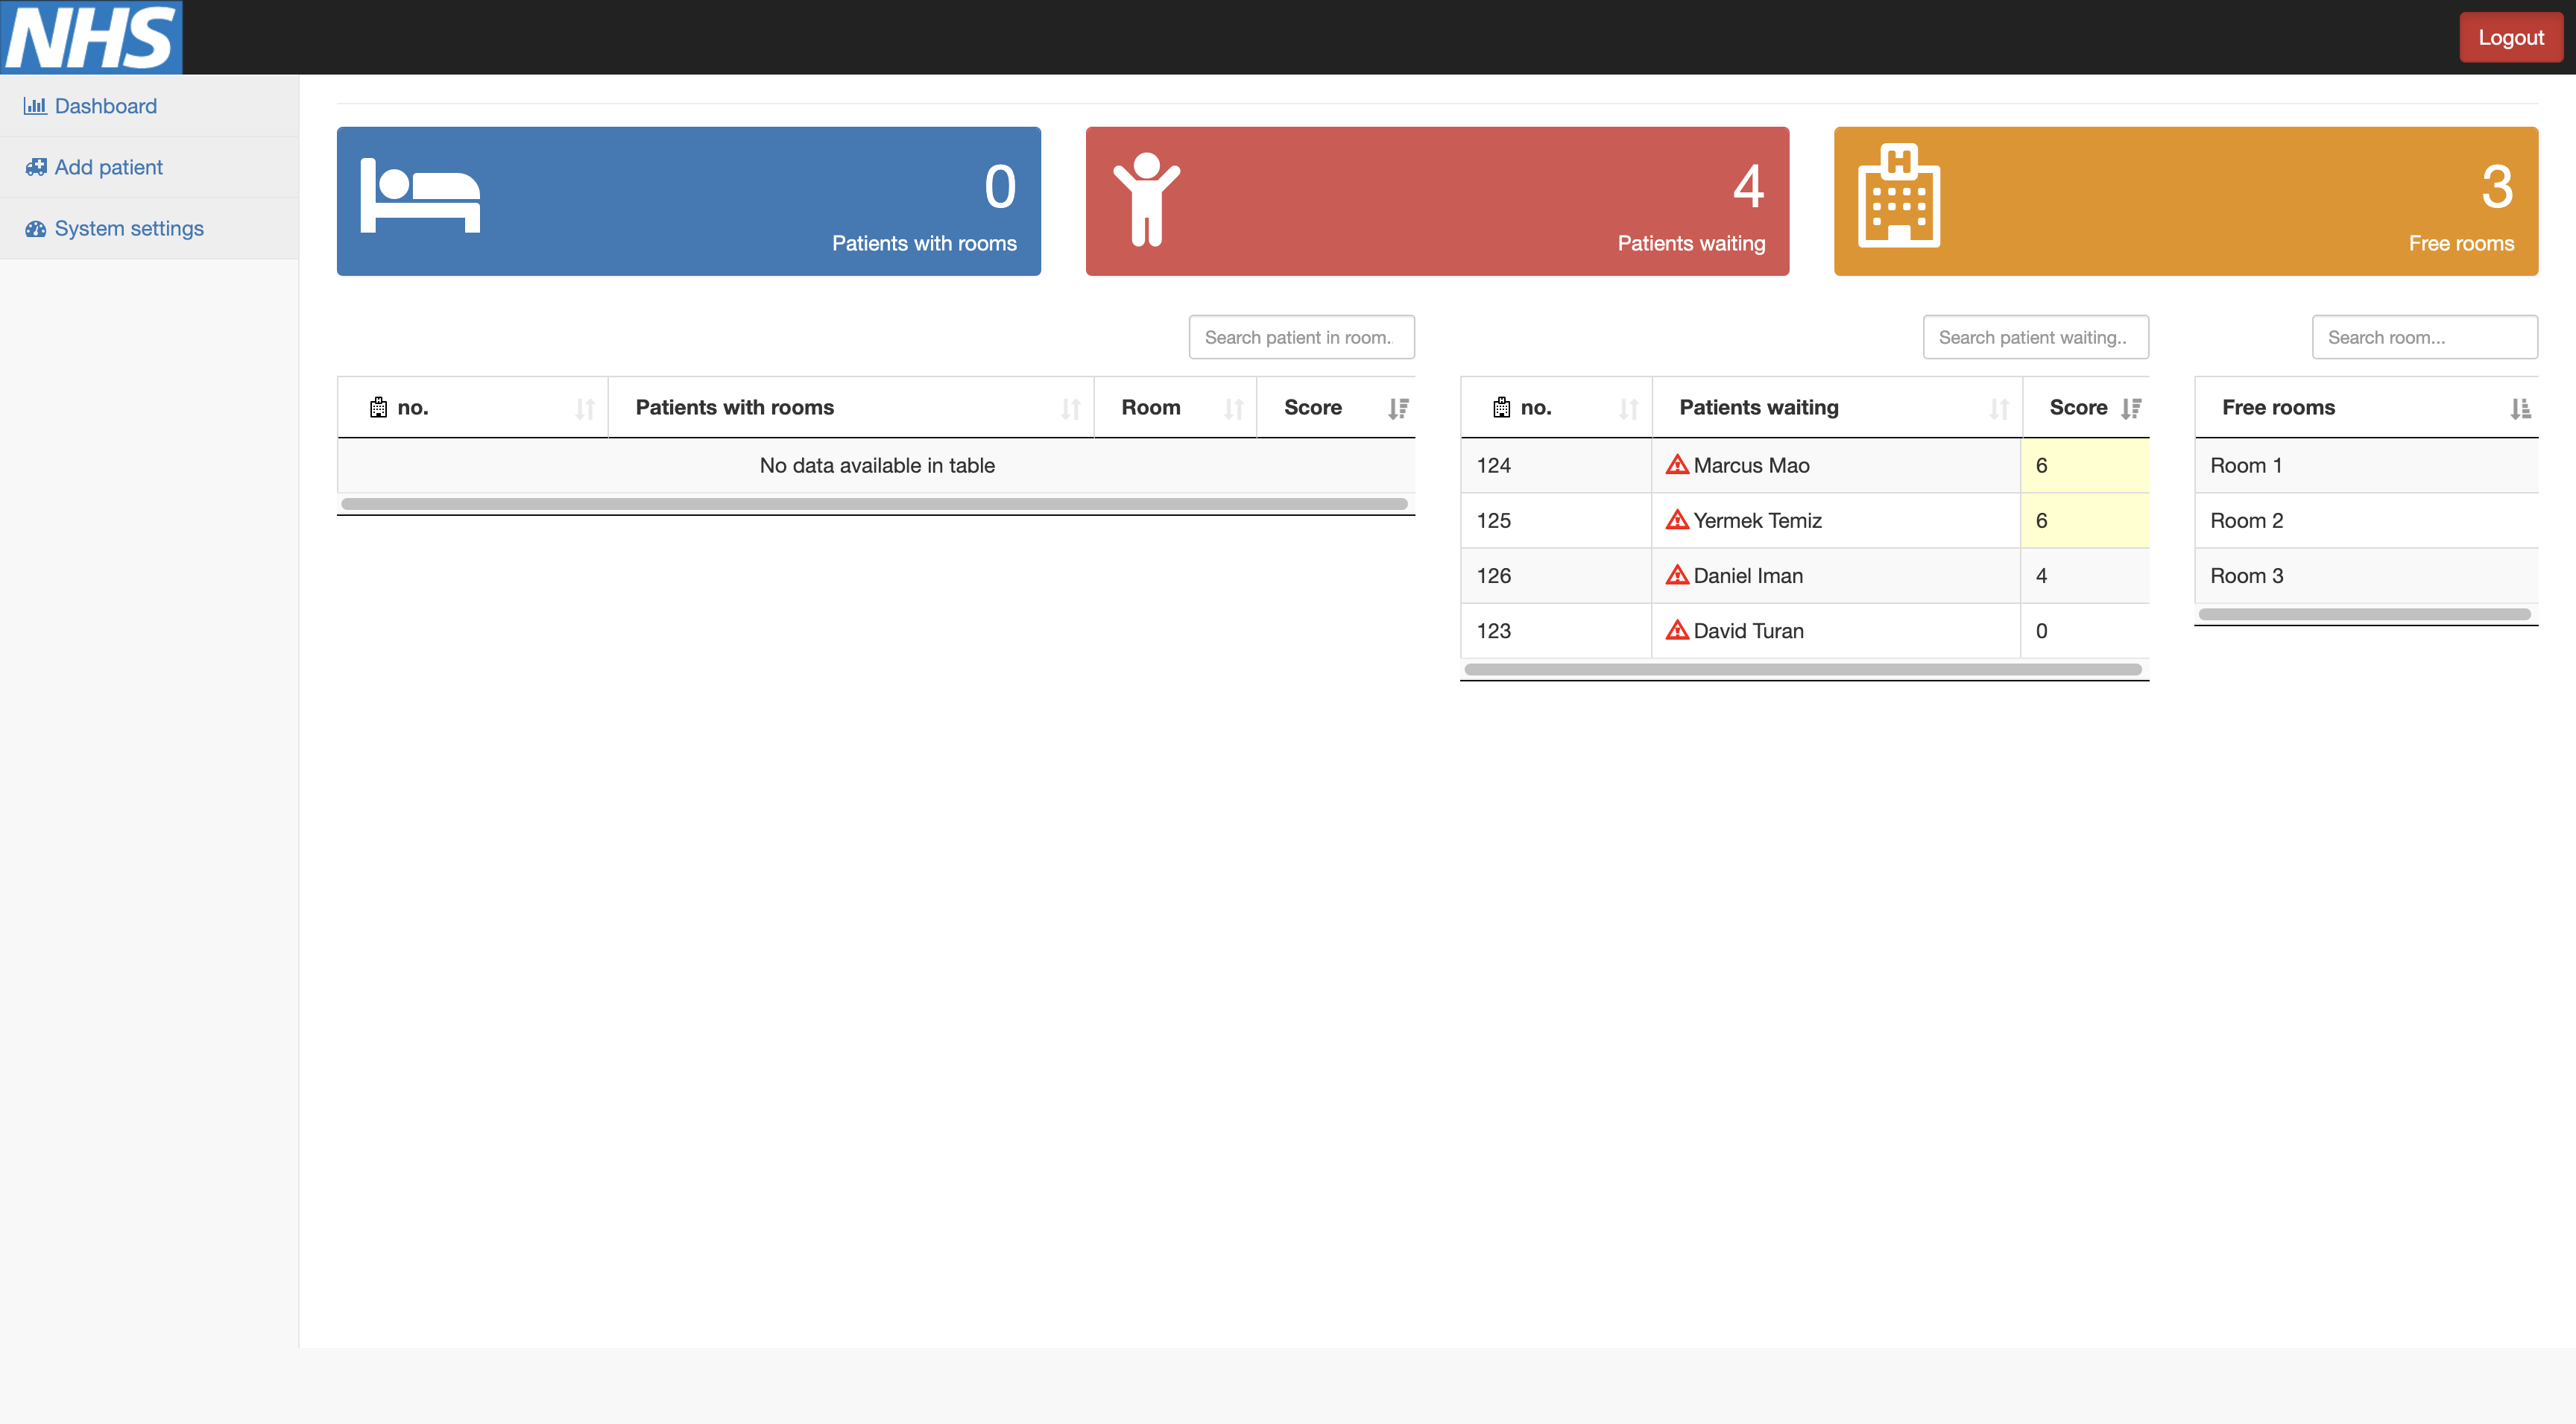 NHS
Logout
Dashboard
Add patient
System settings
0
Patients with rooms
4
Patients waiting
H
3
Free rooms
Search patient in room.
Search patient waiting..
Search room...
no. Patients with rooms Room Score
No data available in table
no. Patients waiting Score
124 Marcus Mao 6
125 Yermek Temiz 6
126 Daniel Iman 4
123 David Turan 0
Free rooms
Room 1
Room 2
Room 3